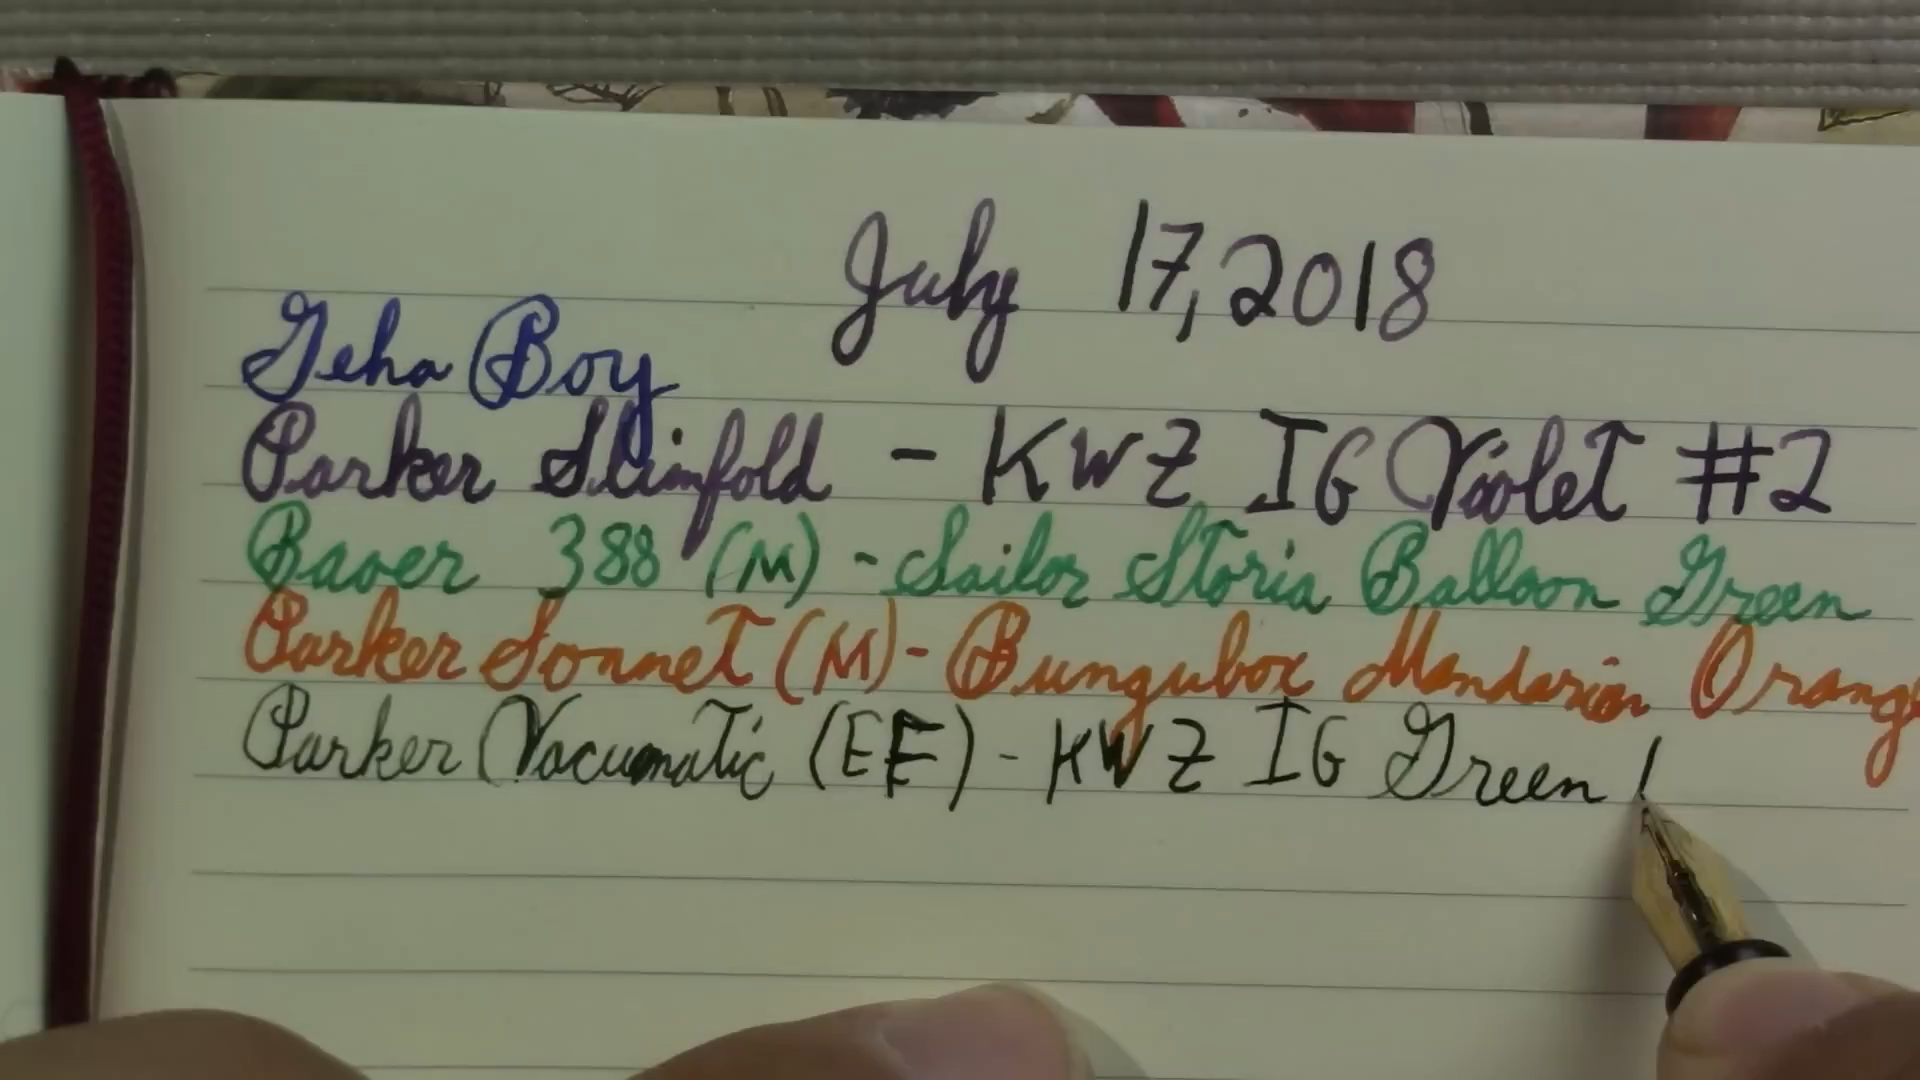 July 17, 2018
Geha Boy
Parker Slimfold - KWZ IG Violet #2
Baoer 388 (M) - Sailor Storia Balloon Green
Parker Sonnet (M) - Bungubox Mandarin Orange
Parker Vacumatic (EF) - KWZ IG Green